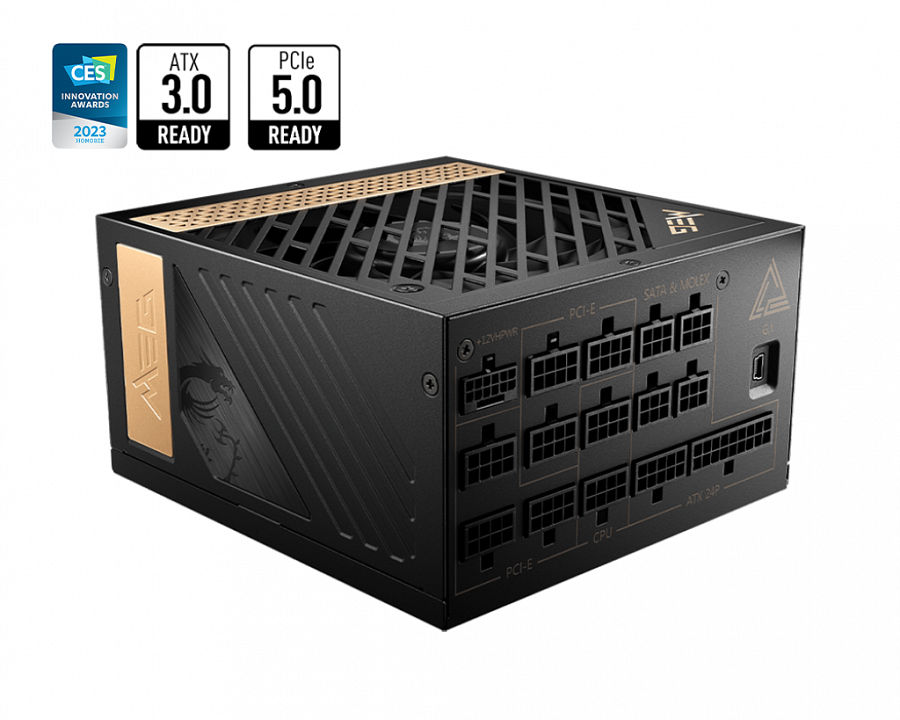 CES
INNOVATION
AWARDS
2023
HONOREE
ATX
3.0
READY
PCIe
5.0
READY
MEG
MEG
SATA & MOLEX
PCI-E
+12VHPWR
G.I
ATX 24P
CPU
PCI-E